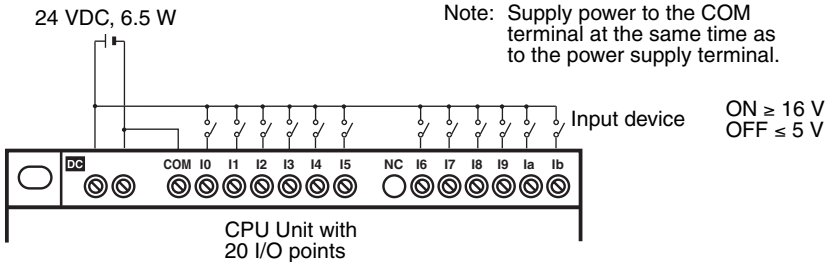 24 VDC, 6.5 W
Note: Supply power to the COM
terminal at the same time as
to the power supply terminal.
Input device
ON ≥ 16 V
OFF ≤ 5 V
DC COM I0 I1 I2 I3 I4 I5 NC I6 I7 I8 I9 Ia Ib
CPU Unit with
20 I/O points